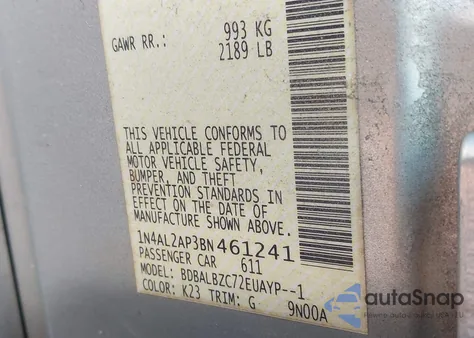 GAWR RR.: 993 KG
2189 LB
THIS VEHICLE CONFORMS TO
ALL APPLICABLE FEDERAL
MOTOR VEHICLE SAFETY,
BUMPER, AND THEFT
PREVENTION STANDARDS IN
EFFECT ON THE DATE OF
MANUFACTURE SHOWN ABOVE.
1N4AL2AP3BN461241
PASSENGER CAR 611
MODEL: BDBALBZC72EUAYP--1
COLOR: K23 TRIM: G 9N00A
autoSnap